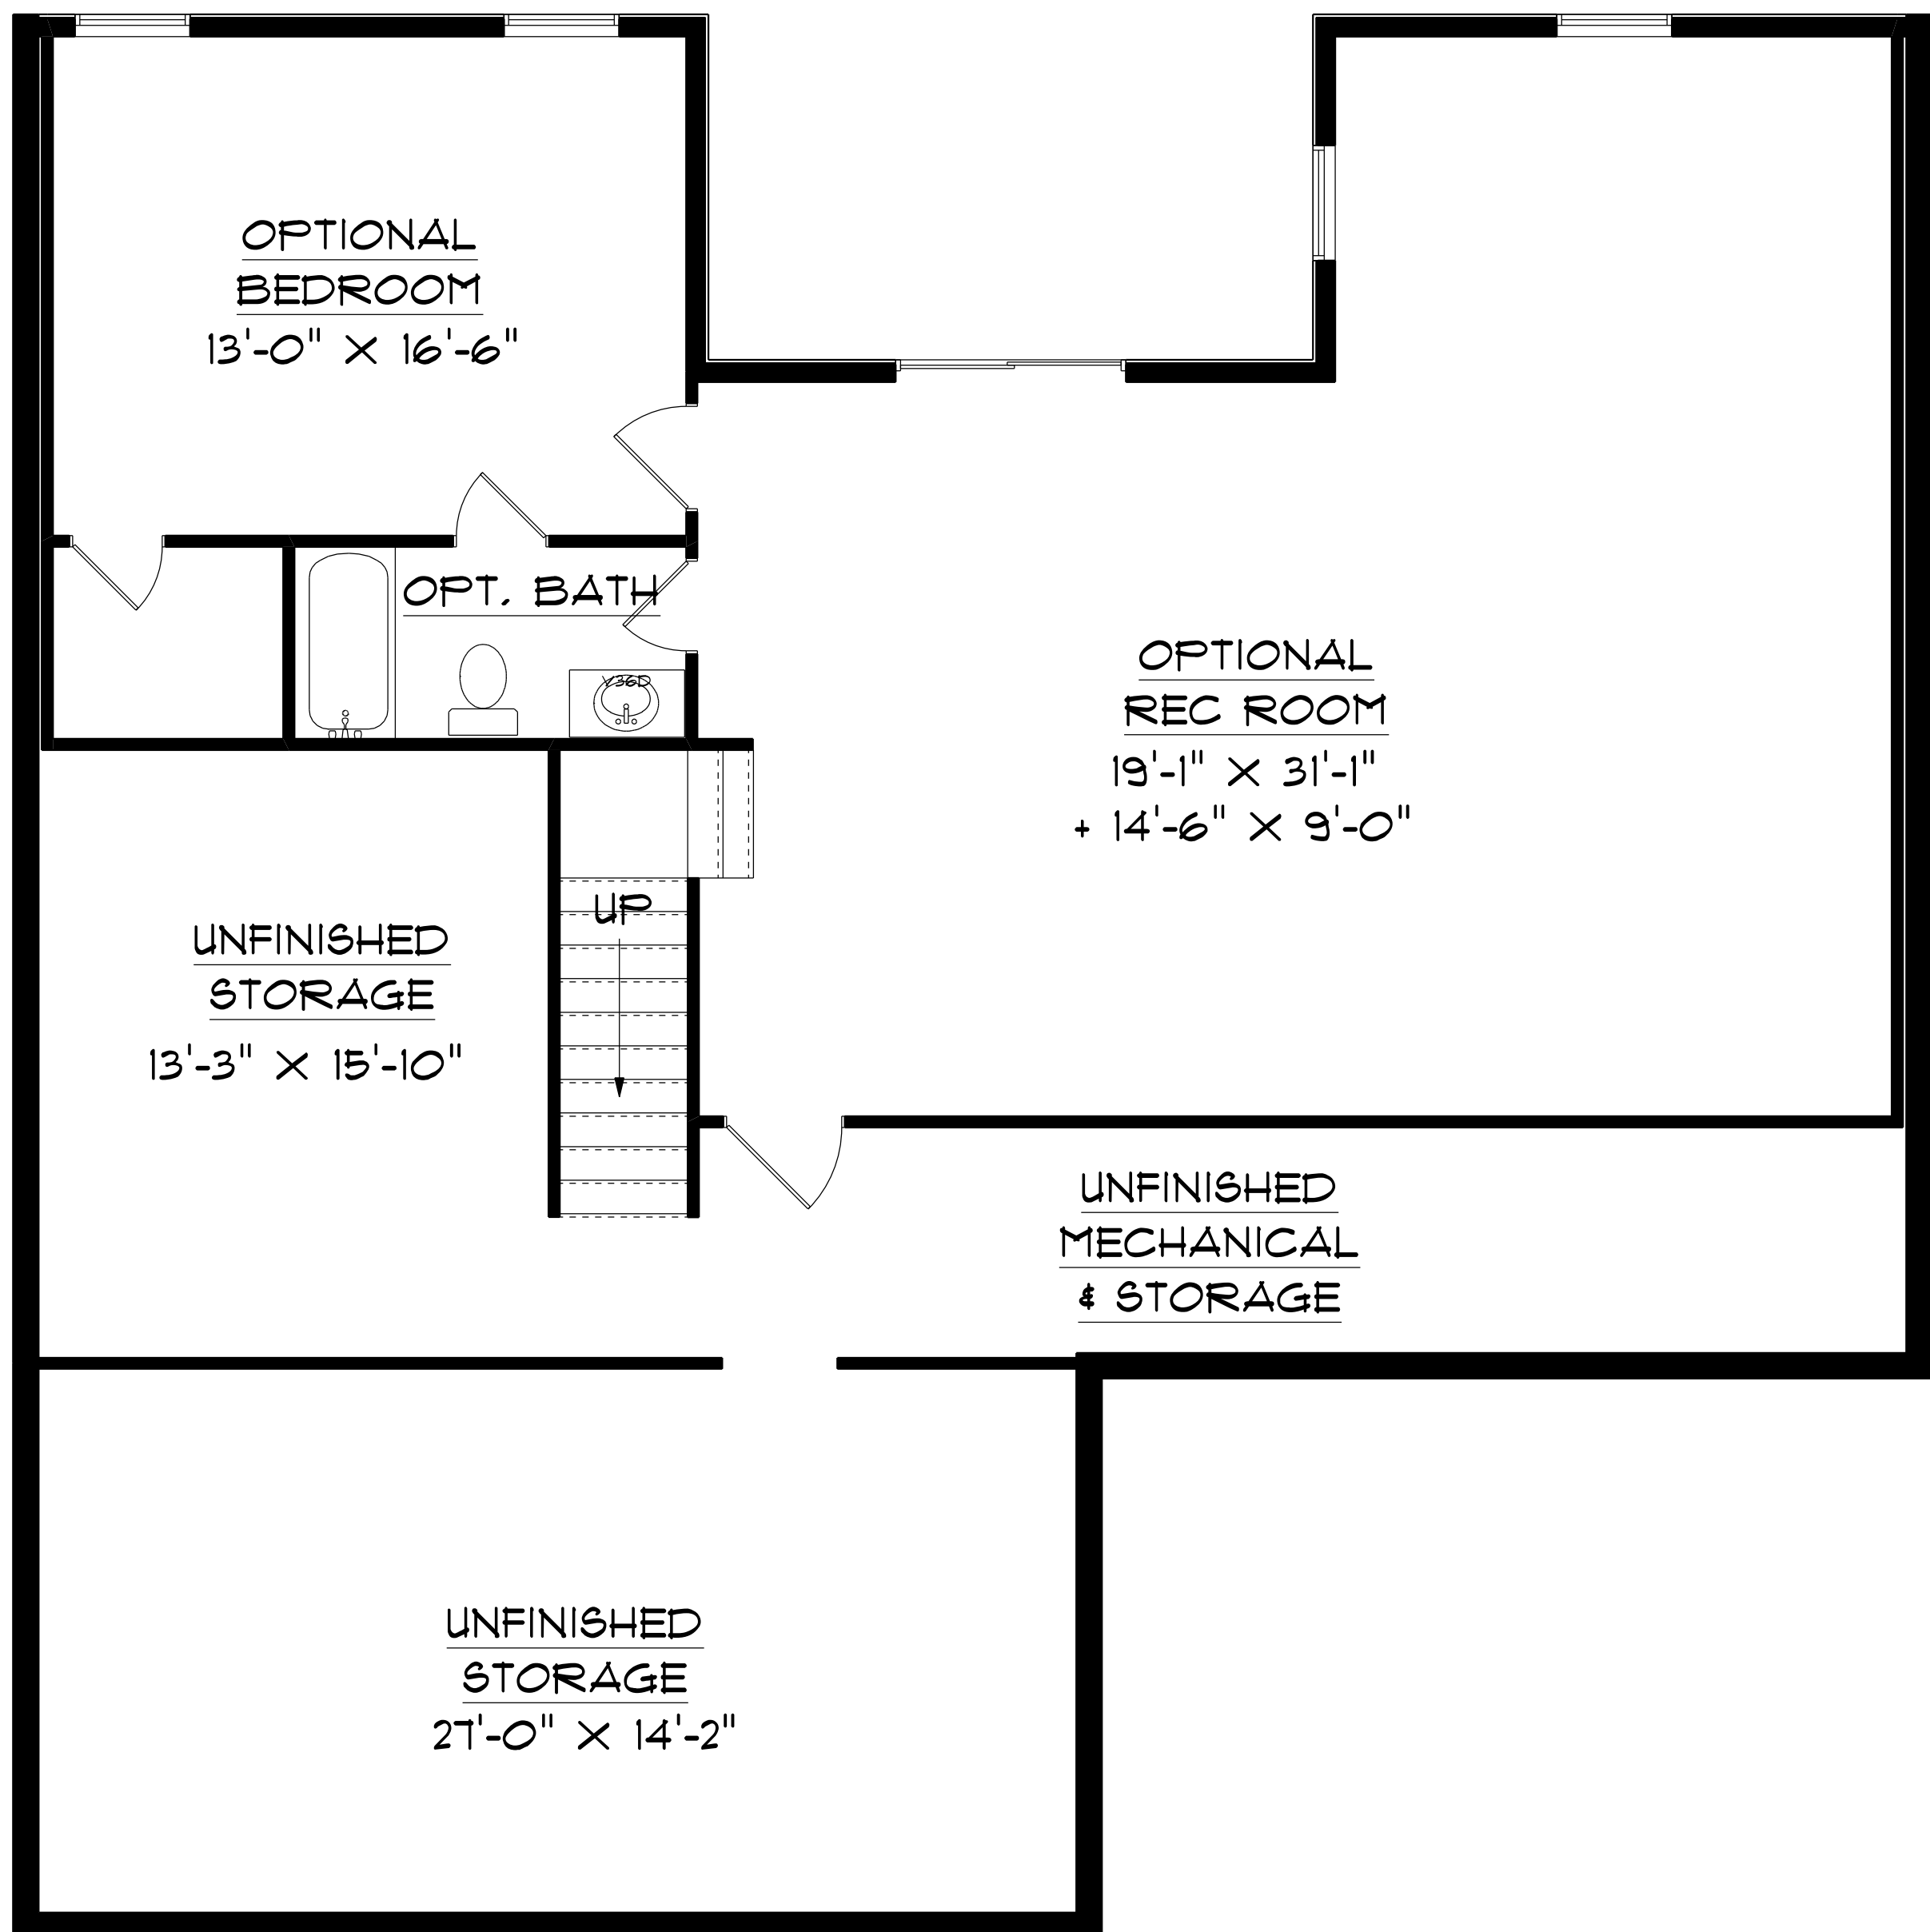 OPTIONAL
BEDROOM
13'-0" X 16'-6"
OPT. BATH
V36D
OPTIONAL
REC ROOM
19'-1" X 31'-1"
+ 14'-6" X 9'-0"
UP
UNFINISHED
STORAGE
13'-3" X 15'-10"
UNFINISHED
MECHANICAL
& STORAGE
UNFINISHED
STORAGE
27'-0" X 14'-2"